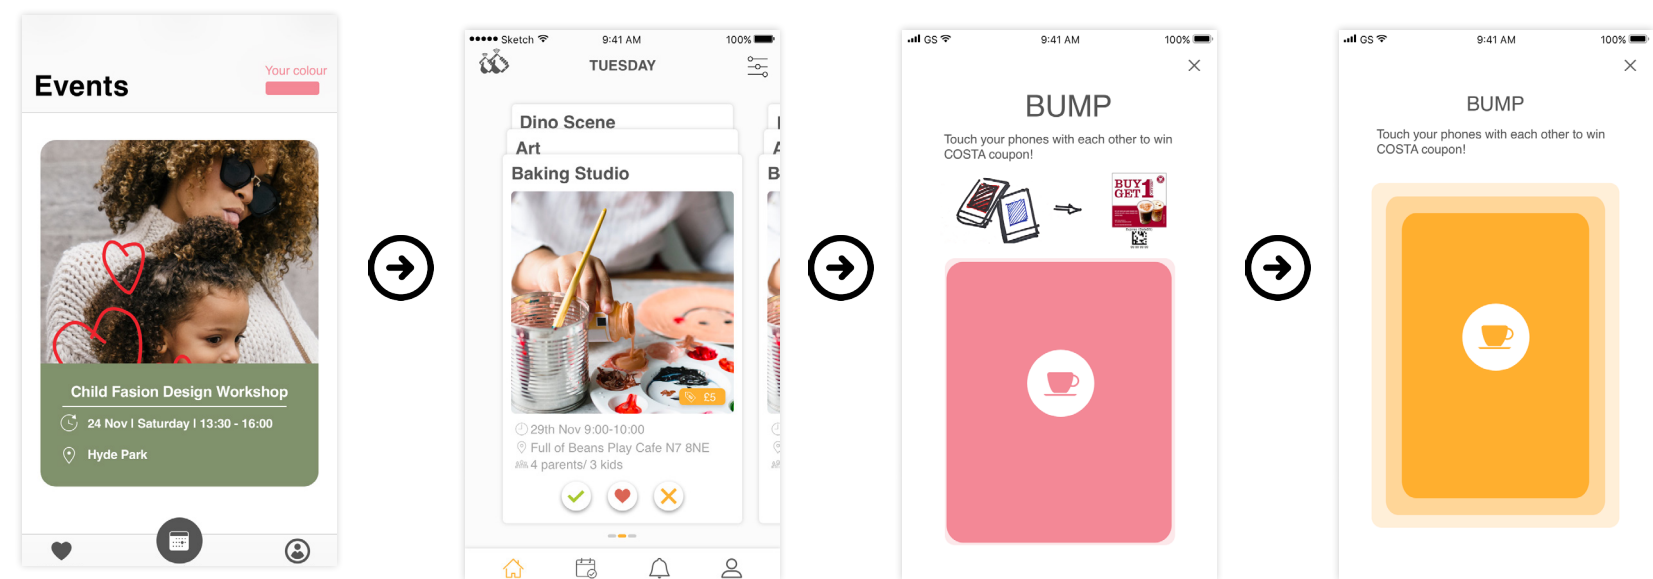 Events
Your colour
Child Fasion Design Workshop
24 Nov | Saturday | 13:30 - 16:00
Hyde Park
Sketch
9:41 AM
100%
TUESDAY
Dino Scene
Art
Baking Studio
B
£5
29th Nov 9:00-10:00
Full of Beans Play Cafe N7 8NE
4 parents/ 3 kids
GS
9:41 AM
100%
BUMP
Touch your phones with each other to win
COSTA coupon!
BUY 1
GET
GS
9:41 AM
100%
BUMP
Touch your phones with each other to win
COSTA coupon!